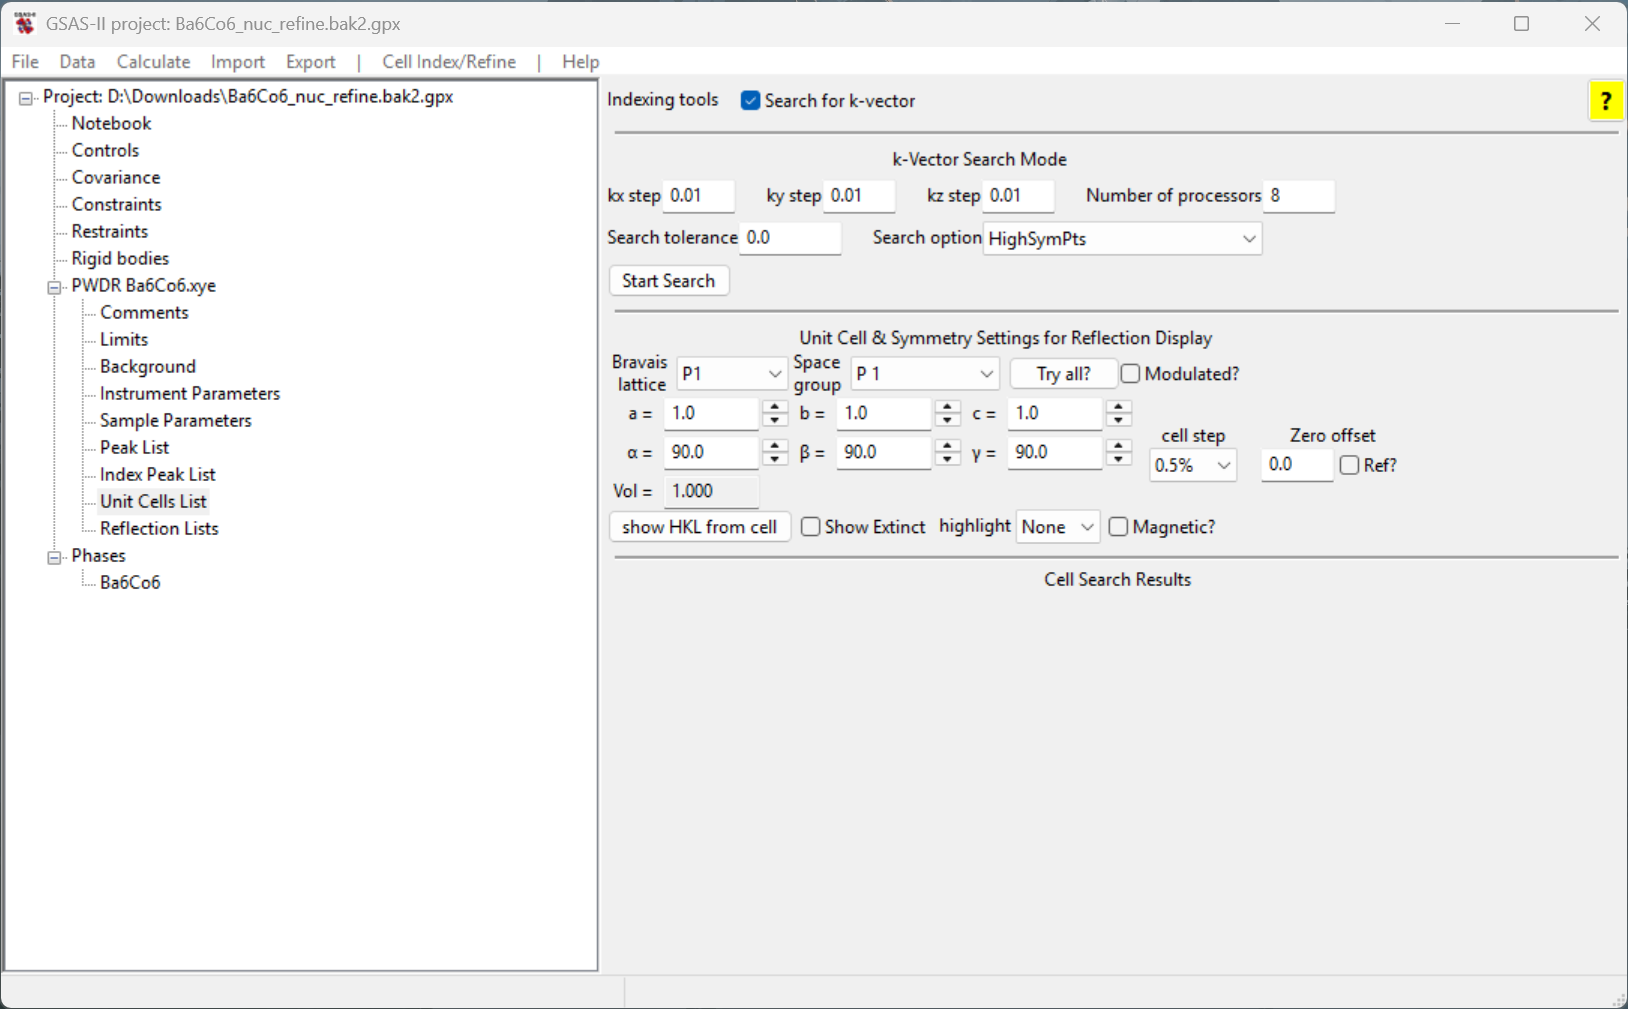 GSAS-II project: Ba6Co6_nuc_refine.bak2.gpx
File Data Calculate Import Export | Cell Index/Refine | Help
Project: D:\Downloads\Ba6Co6_nuc_refine.bak2.gpx
Notebook
Controls
Covariance
Constraints
Restraints
Rigid bodies
PWDR Ba6Co6.xye
Comments
Limits
Background
Instrument Parameters
Sample Parameters
Peak List
Index Peak List
Unit Cells List
Reflection Lists
Phases
Ba6Co6
Indexing tools Search for k-vector ?
k-Vector Search Mode
kx step 0.01 ky step 0.01 kz step 0.01 Number of processors 8
Search tolerance 0.0 Search option HighSymPts
Start Search
Unit Cell & Symmetry Settings for Reflection Display
Bravais lattice P1 Space group P 1 Try all? Modulated?
a = 1.0 b = 1.0 c = 1.0
cell step Zero offset
α = 90.0 β = 90.0 γ = 90.0 0.5% 0.0 Ref?
Vol = 1.000
show HKL from cell Show Extinct highlight None Magnetic?
Cell Search Results